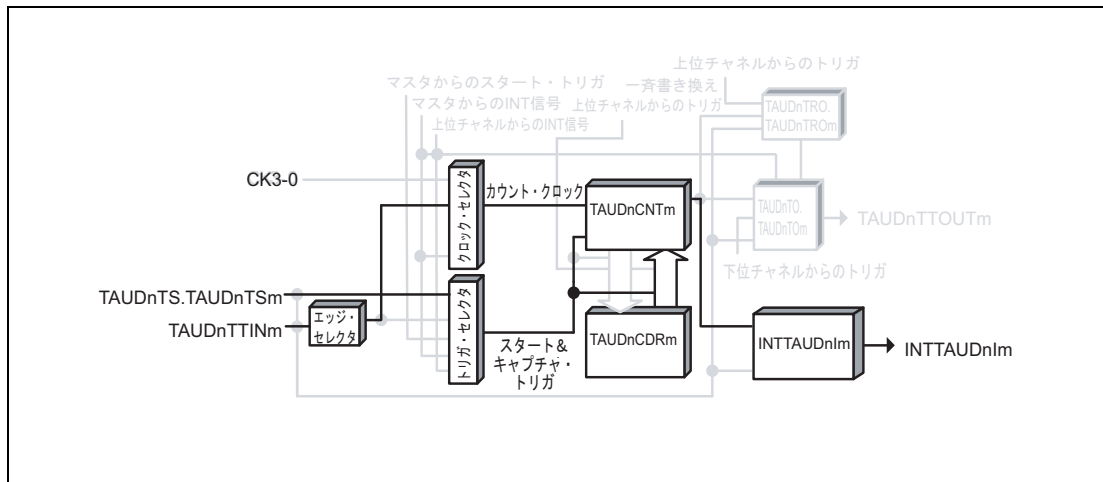 上位チャネルからのトリガ
マスタからのスタート・トリガ
一斉書き換え
マスタからのINT信号
上位チャネルからのトリガ
上位チャネルからのINT信号
TAUDnTRO.
TAUDnTROm
CK3-0
クロック・セレクタ
カウント・クロック
TAUDnCNTm
TAUDnTO.
TAUDnTOm
TAUDnTTOUTm
下位チャネルからのトリガ
TAUDnTS.TAUDnTSm
TAUDnTTINm
エッジ・
セレクタ
トリガ・セレクタ
スタート&
キャプチャ・
トリガ
TAUDnCDRm
INTTAUDnIm
INTTAUDnIm